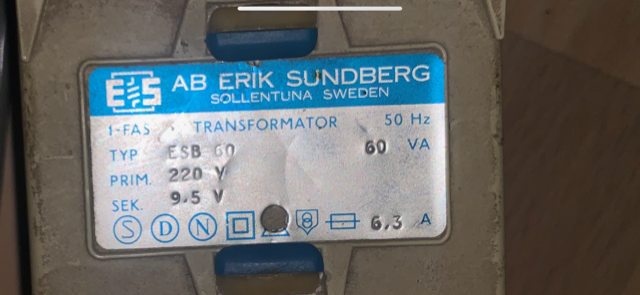 ES AB ERIK SUNDBERG
SOLLENTUNA SWEDEN
1-FAS TRANSFORMATOR 50 Hz
TYP ESB 60 60 VA
PRIM. 220 V
SEK. 9.5 V
S D N 6,3 A